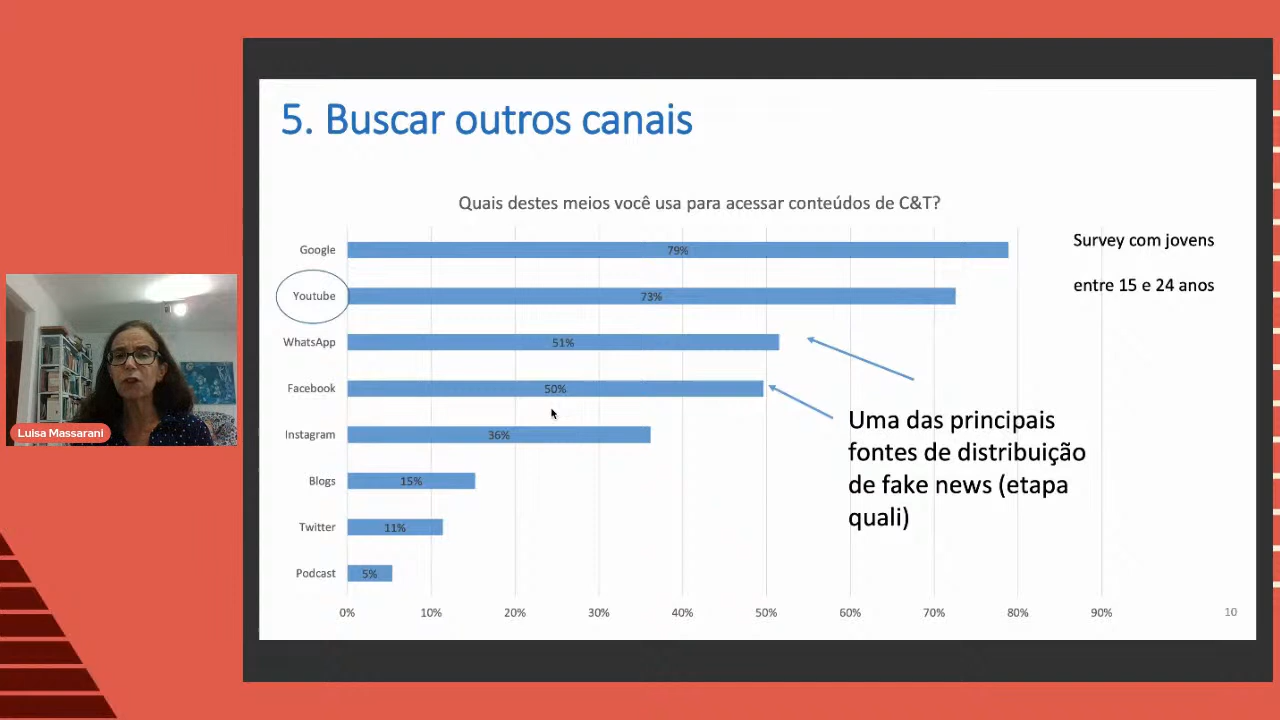 5. Buscar outros canais
Quais destes meios você usa para acessar conteúdos de C&T?
Survey com jovens
entre 15 e 24 anos
Google
79%
Youtube
73%
WhatsApp
51%
Facebook
50%
Instagram
36%
Blogs
15%
Twitter
11%
Podcast
5%
Uma das principais
fontes de distribuição
de fake news (etapa
quali)
0% 10% 20% 30% 40% 50% 60% 70% 80% 90%
10
Luisa Massarani